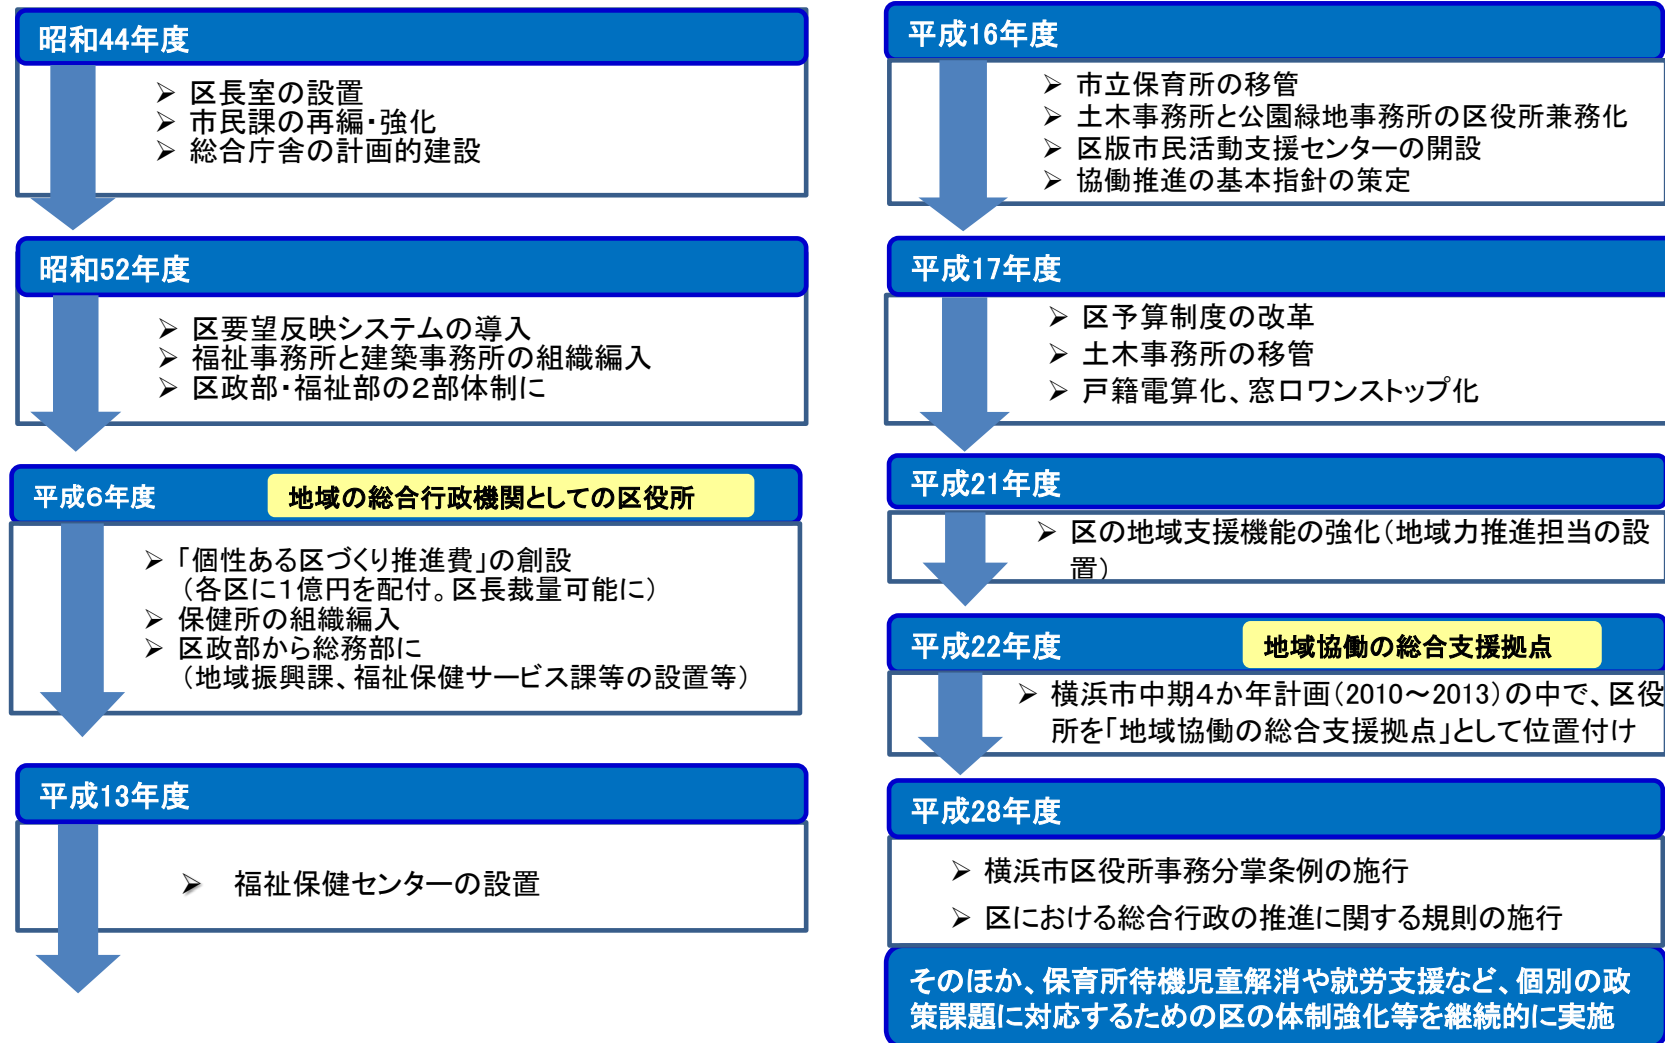 昭和44年度
➢ 区長室の設置
➢ 市民課の再編・強化
➢ 総合庁舎の計画的建設
昭和52年度
➢ 区要望反映システムの導入
➢ 福祉事務所と建築事務所の組織編入
➢ 区政部・福祉部の２部体制に
平成６年度
地域の総合行政機関としての区役所
➢ 「個性ある区づくり推進費」の創設
（各区に１億円を配付。区長裁量可能に）
➢ 保健所の組織編入
➢ 区政部から総務部に
（地域振興課、福祉保健サービス課等の設置等）
平成13年度
➢ 福祉保健センターの設置
平成16年度
➢ 市立保育所の移管
➢ 土木事務所と公園緑地事務所の区役所兼務化
➢ 区版市民活動支援センターの開設
➢ 協働推進の基本指針の策定
平成17年度
➢ 区予算制度の改革
➢ 土木事務所の移管
➢ 戸籍電算化、窓口ワンストップ化
平成21年度
➢ 区の地域支援機能の強化（地域力推進担当の設
置）
平成22年度
地域協働の総合支援拠点
➢ 横浜市中期４か年計画（2010～2013）の中で、区役
所を「地域協働の総合支援拠点」として位置付け
平成28年度
➢ 横浜市区役所事務分掌条例の施行
➢ 区における総合行政の推進に関する規則の施行
そのほか、保育所待機児童解消や就労支援など、個別の政
策課題に対応するための区の体制強化等を継続的に実施